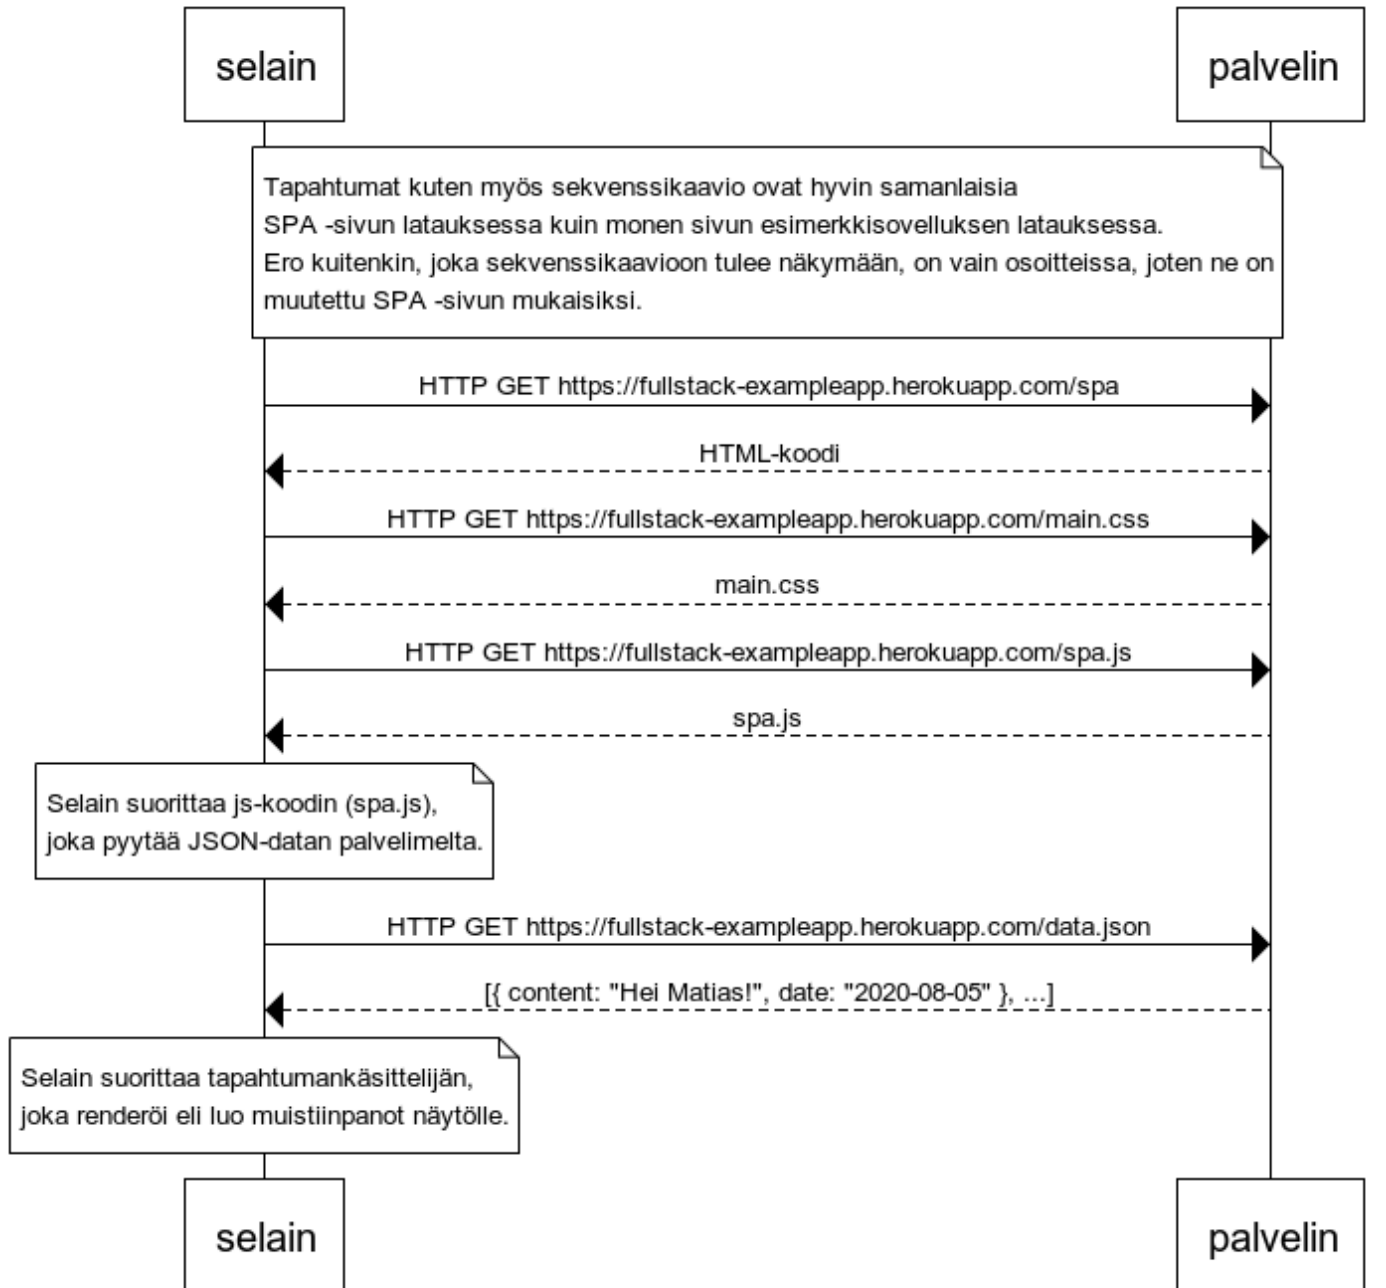 selain
palvelin
Tapahtumat kuten myös sekvenssikaavio ovat hyvin samanlaisia
SPA -sivun latauksessa kuin monen sivun esimerkkisovelluksen latauksessa.
Ero kuitenkin, joka sekvenssikaavioon tulee näkymään, on vain osoitteissa, joten ne on
muutettu SPA -sivun mukaisiksi.
HTTP GET https://fullstack-exampleapp.herokuapp.com/spa
HTML-koodi
HTTP GET https://fullstack-exampleapp.herokuapp.com/main.css
main.css
HTTP GET https://fullstack-exampleapp.herokuapp.com/spa.js
spa.js
Selain suorittaa js-koodin (spa.js),
joka pyytää JSON-datan palvelimelta.
HTTP GET https://fullstack-exampleapp.herokuapp.com/data.json
[{ content: "Hei Matias!", date: "2020-08-05" }, ...]
Selain suorittaa tapahtumankäsittelijän,
joka renderöi eli luo muistiinpanot näytölle.
selain
palvelin